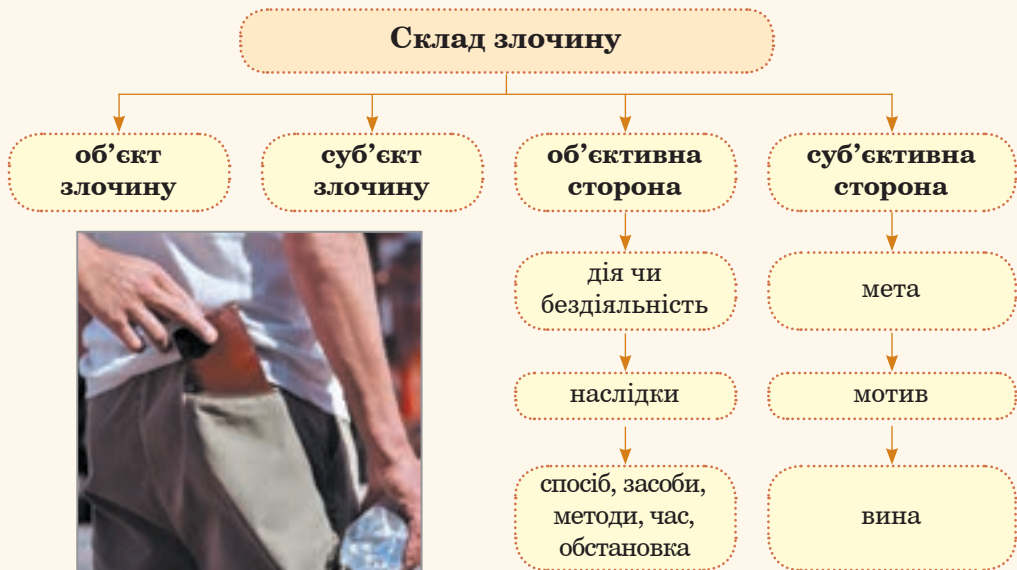 Склад злочину
об’єкт
злочину
суб’єкт
злочину
об’єктивна
сторона
суб’єктивна
сторона
дія чи
бездіяльність
мета
наслідки
мотив
спосіб, засоби,
методи, час,
обстановка
вина